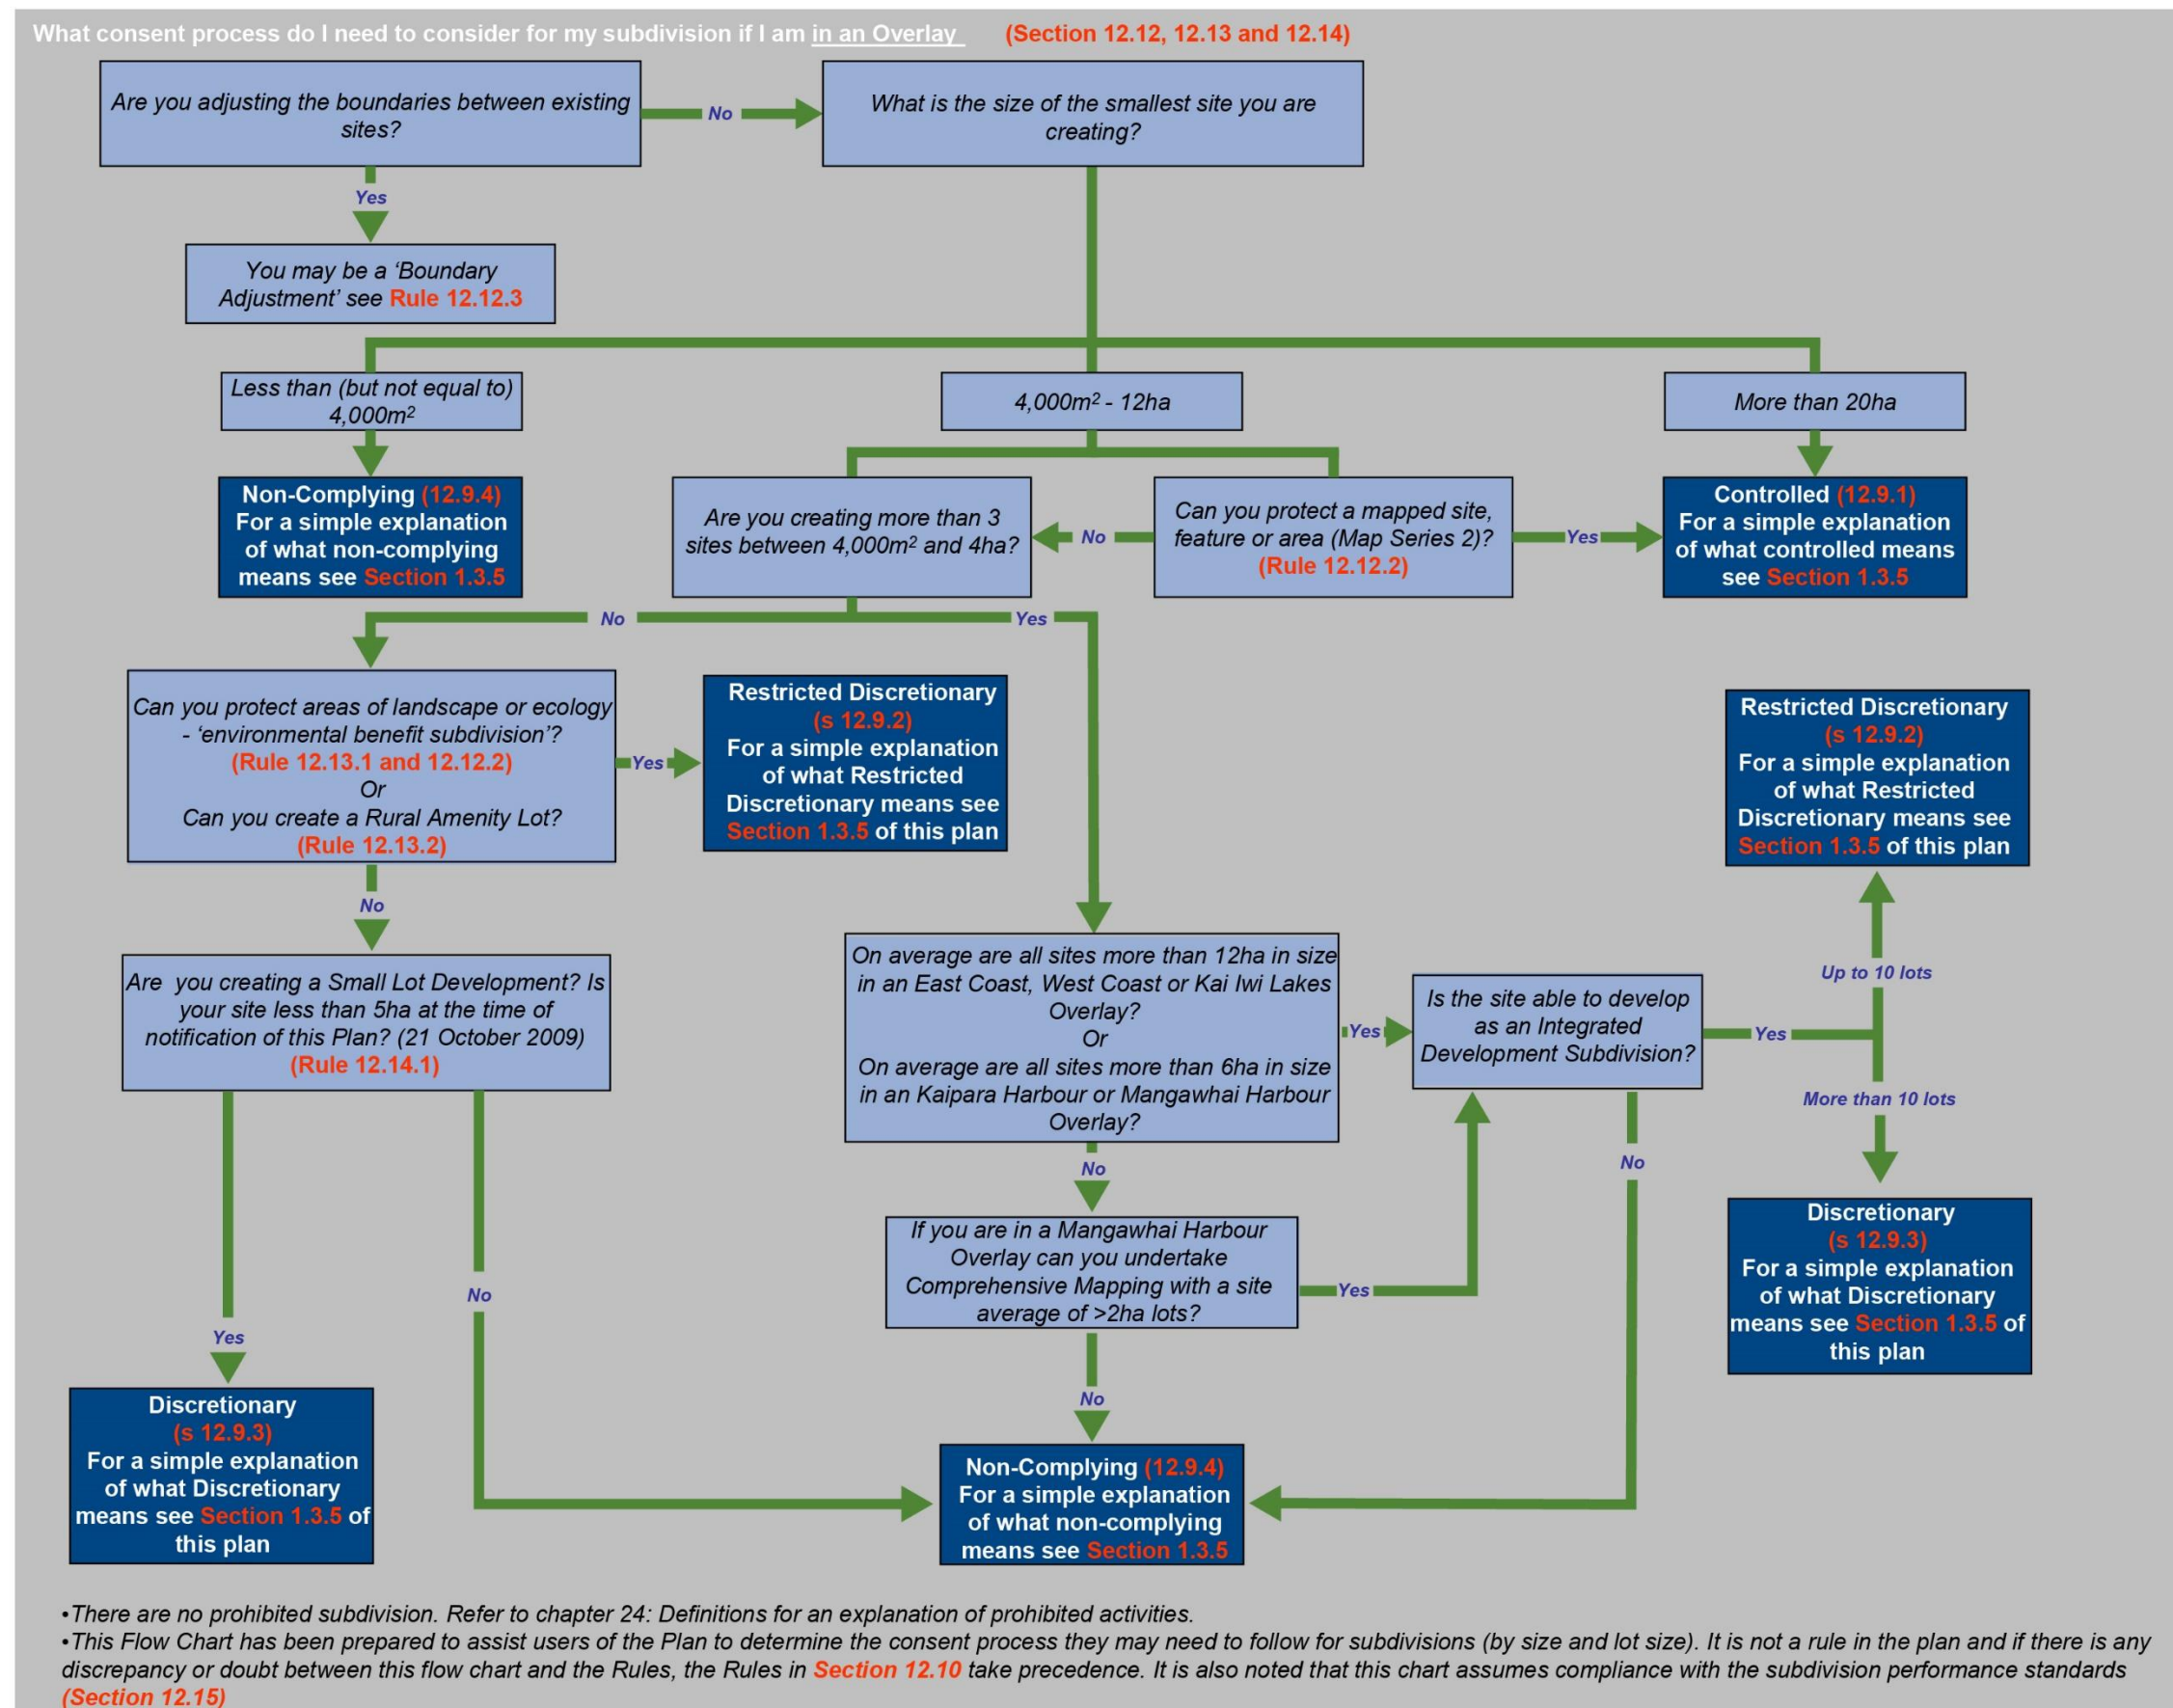 What consent process do I need to consider for my subdivision if I am in an Overlay (Section 12.12, 12.13 and 12.14)
Are you adjusting the boundaries between existing
sites?
No
What is the size of the smallest site you are
creating?
Yes
You may be a ‘Boundary
Adjustment’ see Rule 12.12.3
Less than (but not equal to)
4,000m²
4,000m² - 12ha
More than 20ha
Non-Complying (12.9.4)
For a simple explanation
of what non-complying
means see Section 1.3.5
Are you creating more than 3
sites between 4,000m² and 4ha?
No
Can you protect a mapped site,
feature or area (Map Series 2)?
(Rule 12.12.2)
Yes
Controlled (12.9.1)
For a simple explanation
of what controlled means
see Section 1.3.5
No
Yes
Can you protect areas of landscape or ecology
- ‘environmental benefit subdivision’?
(Rule 12.13.1 and 12.12.2)
Or
Can you create a Rural Amenity Lot?
(Rule 12.13.2)
Yes
Restricted Discretionary
(s 12.9.2)
For a simple explanation
of what Restricted
Discretionary means see
Section 1.3.5 of this plan
Restricted Discretionary
(s 12.9.2)
For a simple explanation
of what Restricted
Discretionary means see
Section 1.3.5 of this plan
No
Are you creating a Small Lot Development? Is
your site less than 5ha at the time of
notification of this Plan? (21 October 2009)
(Rule 12.14.1)
On average are all sites more than 12ha in size
in an East Coast, West Coast or Kai Iwi Lakes
Overlay?
Or
On average are all sites more than 6ha in size
in an Kaipara Harbour or Mangawhai Harbour
Overlay?
Yes
Is the site able to develop
as an Integrated
Development Subdivision?
Yes
Up to 10 lots
More than 10 lots
No
No
If you are in a Mangawhai Harbour
Overlay can you undertake
Comprehensive Mapping with a site
average of >2ha lots?
Yes
Discretionary
(s 12.9.3)
For a simple explanation
of what Discretionary
means see Section 1.3.5 of
this plan
No
Yes
No
Discretionary
(s 12.9.3)
For a simple explanation
of what Discretionary
means see Section 1.3.5 of
this plan
Non-Complying (12.9.4)
For a simple explanation
of what non-complying
means see Section 1.3.5
•There are no prohibited subdivision. Refer to chapter 24: Definitions for an explanation of prohibited activities.
•This Flow Chart has been prepared to assist users of the Plan to determine the consent process they may need to follow for subdivisions (by size and lot size). It is not a rule in the plan and if there is any
discrepancy or doubt between this flow chart and the Rules, the Rules in Section 12.10 take precedence. It is also noted that this chart assumes compliance with the subdivision performance standards
(Section 12.15)